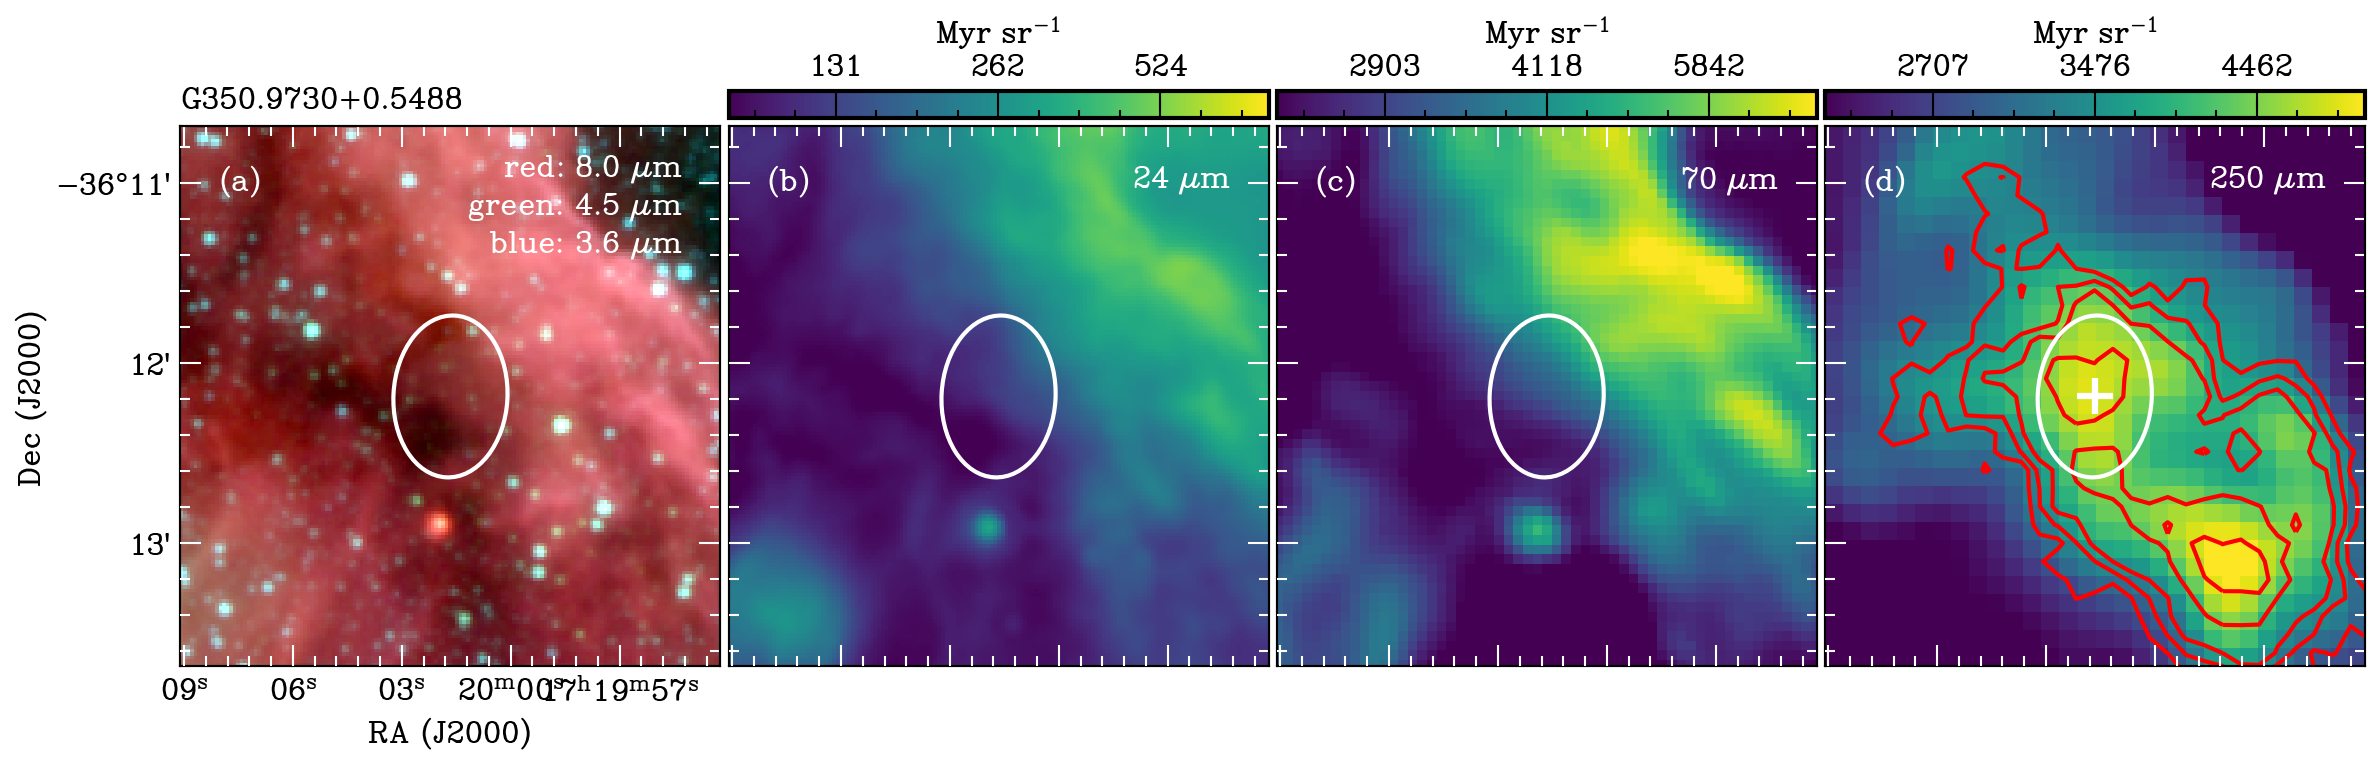 Myr sr⁻¹
131 262 524
Myr sr⁻¹
2903 4118 5842
Myr sr⁻¹
2707 3476 4462
G350.9730+0.5488
(a)
red: 8.0 μm
green: 4.5 μm
blue: 3.6 μm
(b)
24 μm
(c)
70 μm
(d)
250 μm
−36°11'
12'
13'
Dec (J2000)
09ˢ 06ˢ 03ˢ 20ᵐ00ˢ 17ʰ19ᵐ57ˢ
RA (J2000)